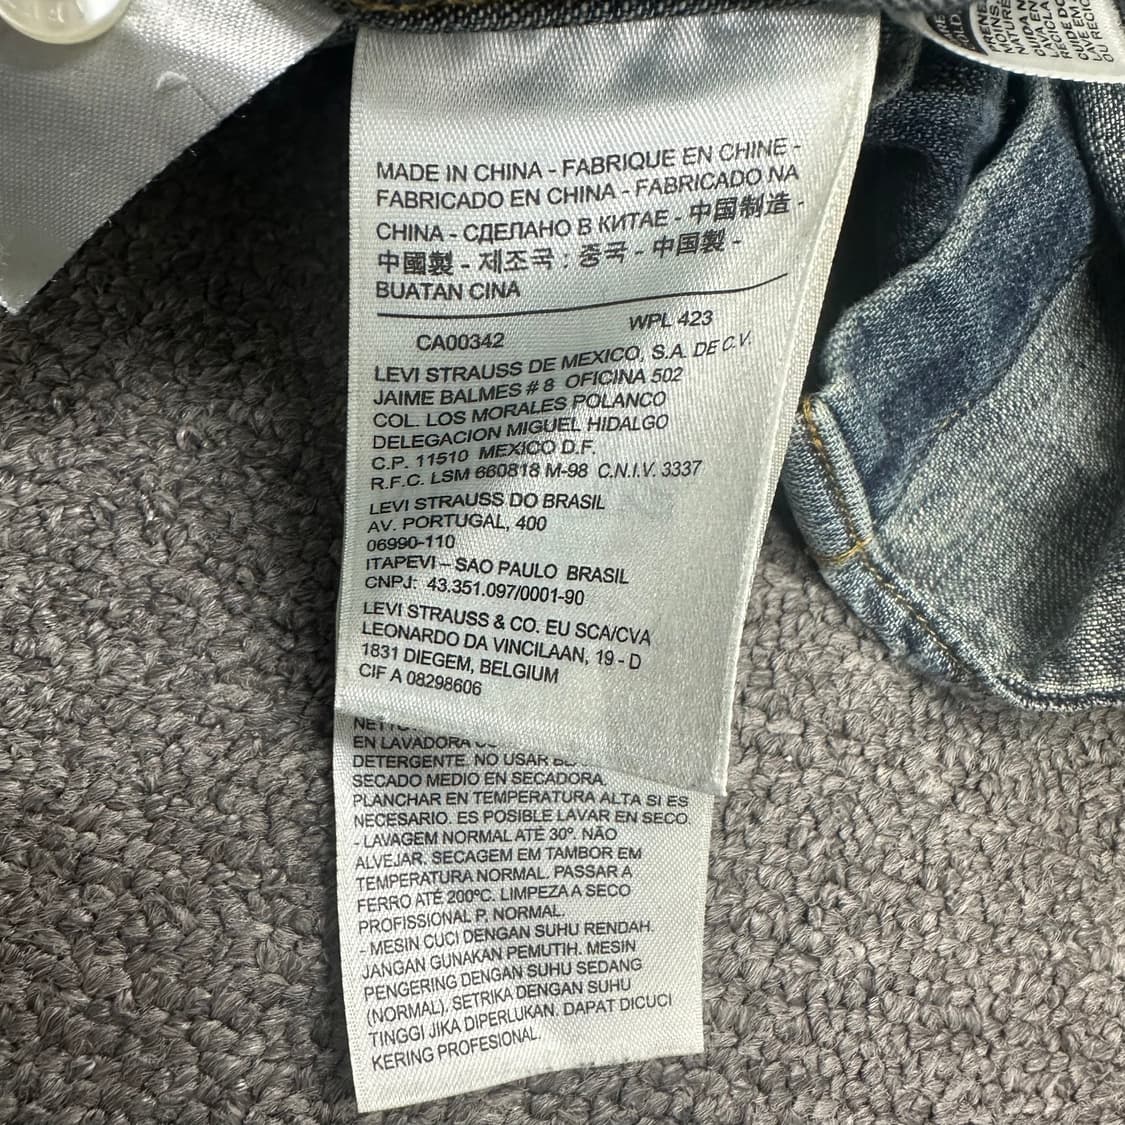 MADE IN CHINA - FABRIQUE EN CHINE -
FABRICADO EN CHINA - FABRICADO NA
CHINA - СДЕЛАНО В КИТАЕ - 中国制造 -
中國製 - 제조국 : 중국 - 中国製 -
BUATAN CINA
CA00342 WPL 423
LEVI STRAUSS DE MEXICO, S.A. DE C.V.
JAIME BALMES # 8 OFICINA 502
COL. LOS MORALES POLANCO
DELEGACION MIGUEL HIDALGO
C.P. 11510 MEXICO D.F.
R.F.C. LSM 660818 M-98 C.N.I.V. 3337
LEVI STRAUSS DO BRASIL
AV. PORTUGAL, 400
06990-110
ITAPEVI – SAO PAULO BRASIL
CNPJ: 43.351.097/0001-90
LEVI STRAUSS & CO. EU SCA/CVA
LEONARDO DA VINCILAAN, 19 - D
1831 DIEGEM, BELGIUM
CIF A 08298606
EN LAVADORA
DETERGENTE. NO USAR
SECADO MEDIO EN SECADORA.
PLANCHAR EN TEMPERATURA ALTA SI ES
NECESARIO. ES POSIBLE LAVAR EN SECO.
- LAVAGEM NORMAL ATÉ 30º. NÃO
ALVEJAR. SECAGEM EM TAMBOR EM
TEMPERATURA NORMAL. PASSAR A
FERRO ATÉ 200ºC. LIMPEZA A SECO
PROFISSIONAL P. NORMAL.
- MESIN CUCI DENGAN SUHU RENDAH.
JANGAN GUNAKAN PEMUTIH. MESIN
PENGERING DENGAN SUHU SEDANG
(NORMAL). SETRIKA DENGAN SUHU
TINGGI JIKA DIPERLUKAN. DAPAT DICUCI
KERING PROFESIONAL.